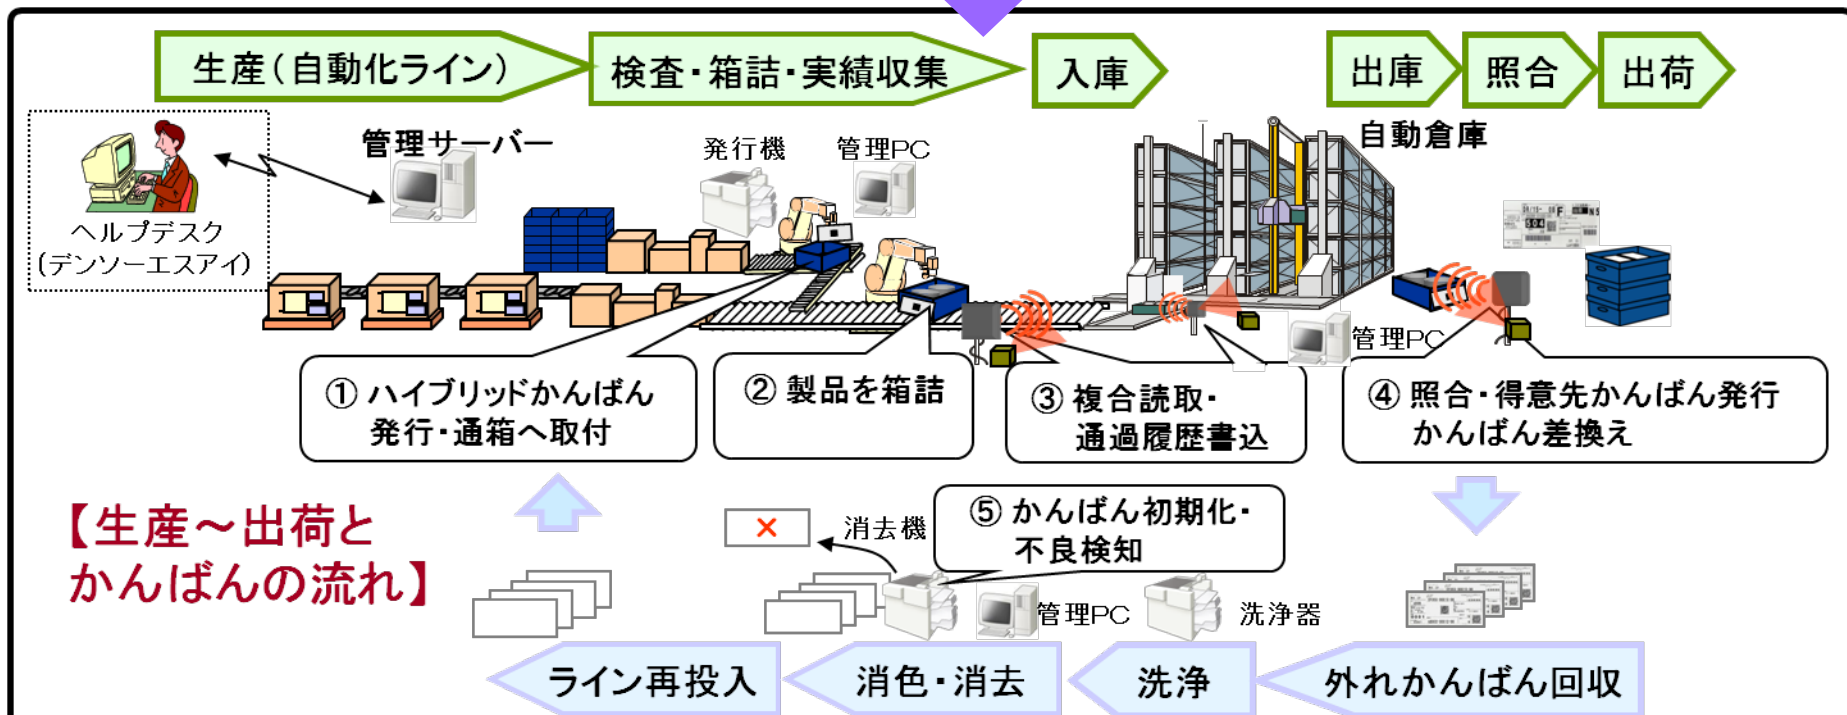 生産（自動化ライン）
検査・箱詰・実績収集
入庫
出庫
照合
出荷
管理サーバー
発行機
管理PC
自動倉庫
ヘルプデスク
（デンソーエスアイ）
管理PC
① ハイブリッドかんばん
発行・通箱へ取付
② 製品を箱詰
③ 複合読取・
通過履歴書込
④ 照合・得意先かんばん発行
かんばん差換え
【生産～出荷と
かんばんの流れ】
消去機
⑤ かんばん初期化・
不良検知
管理PC
洗浄器
ライン再投入
消色・消去
洗浄
外れかんばん回収